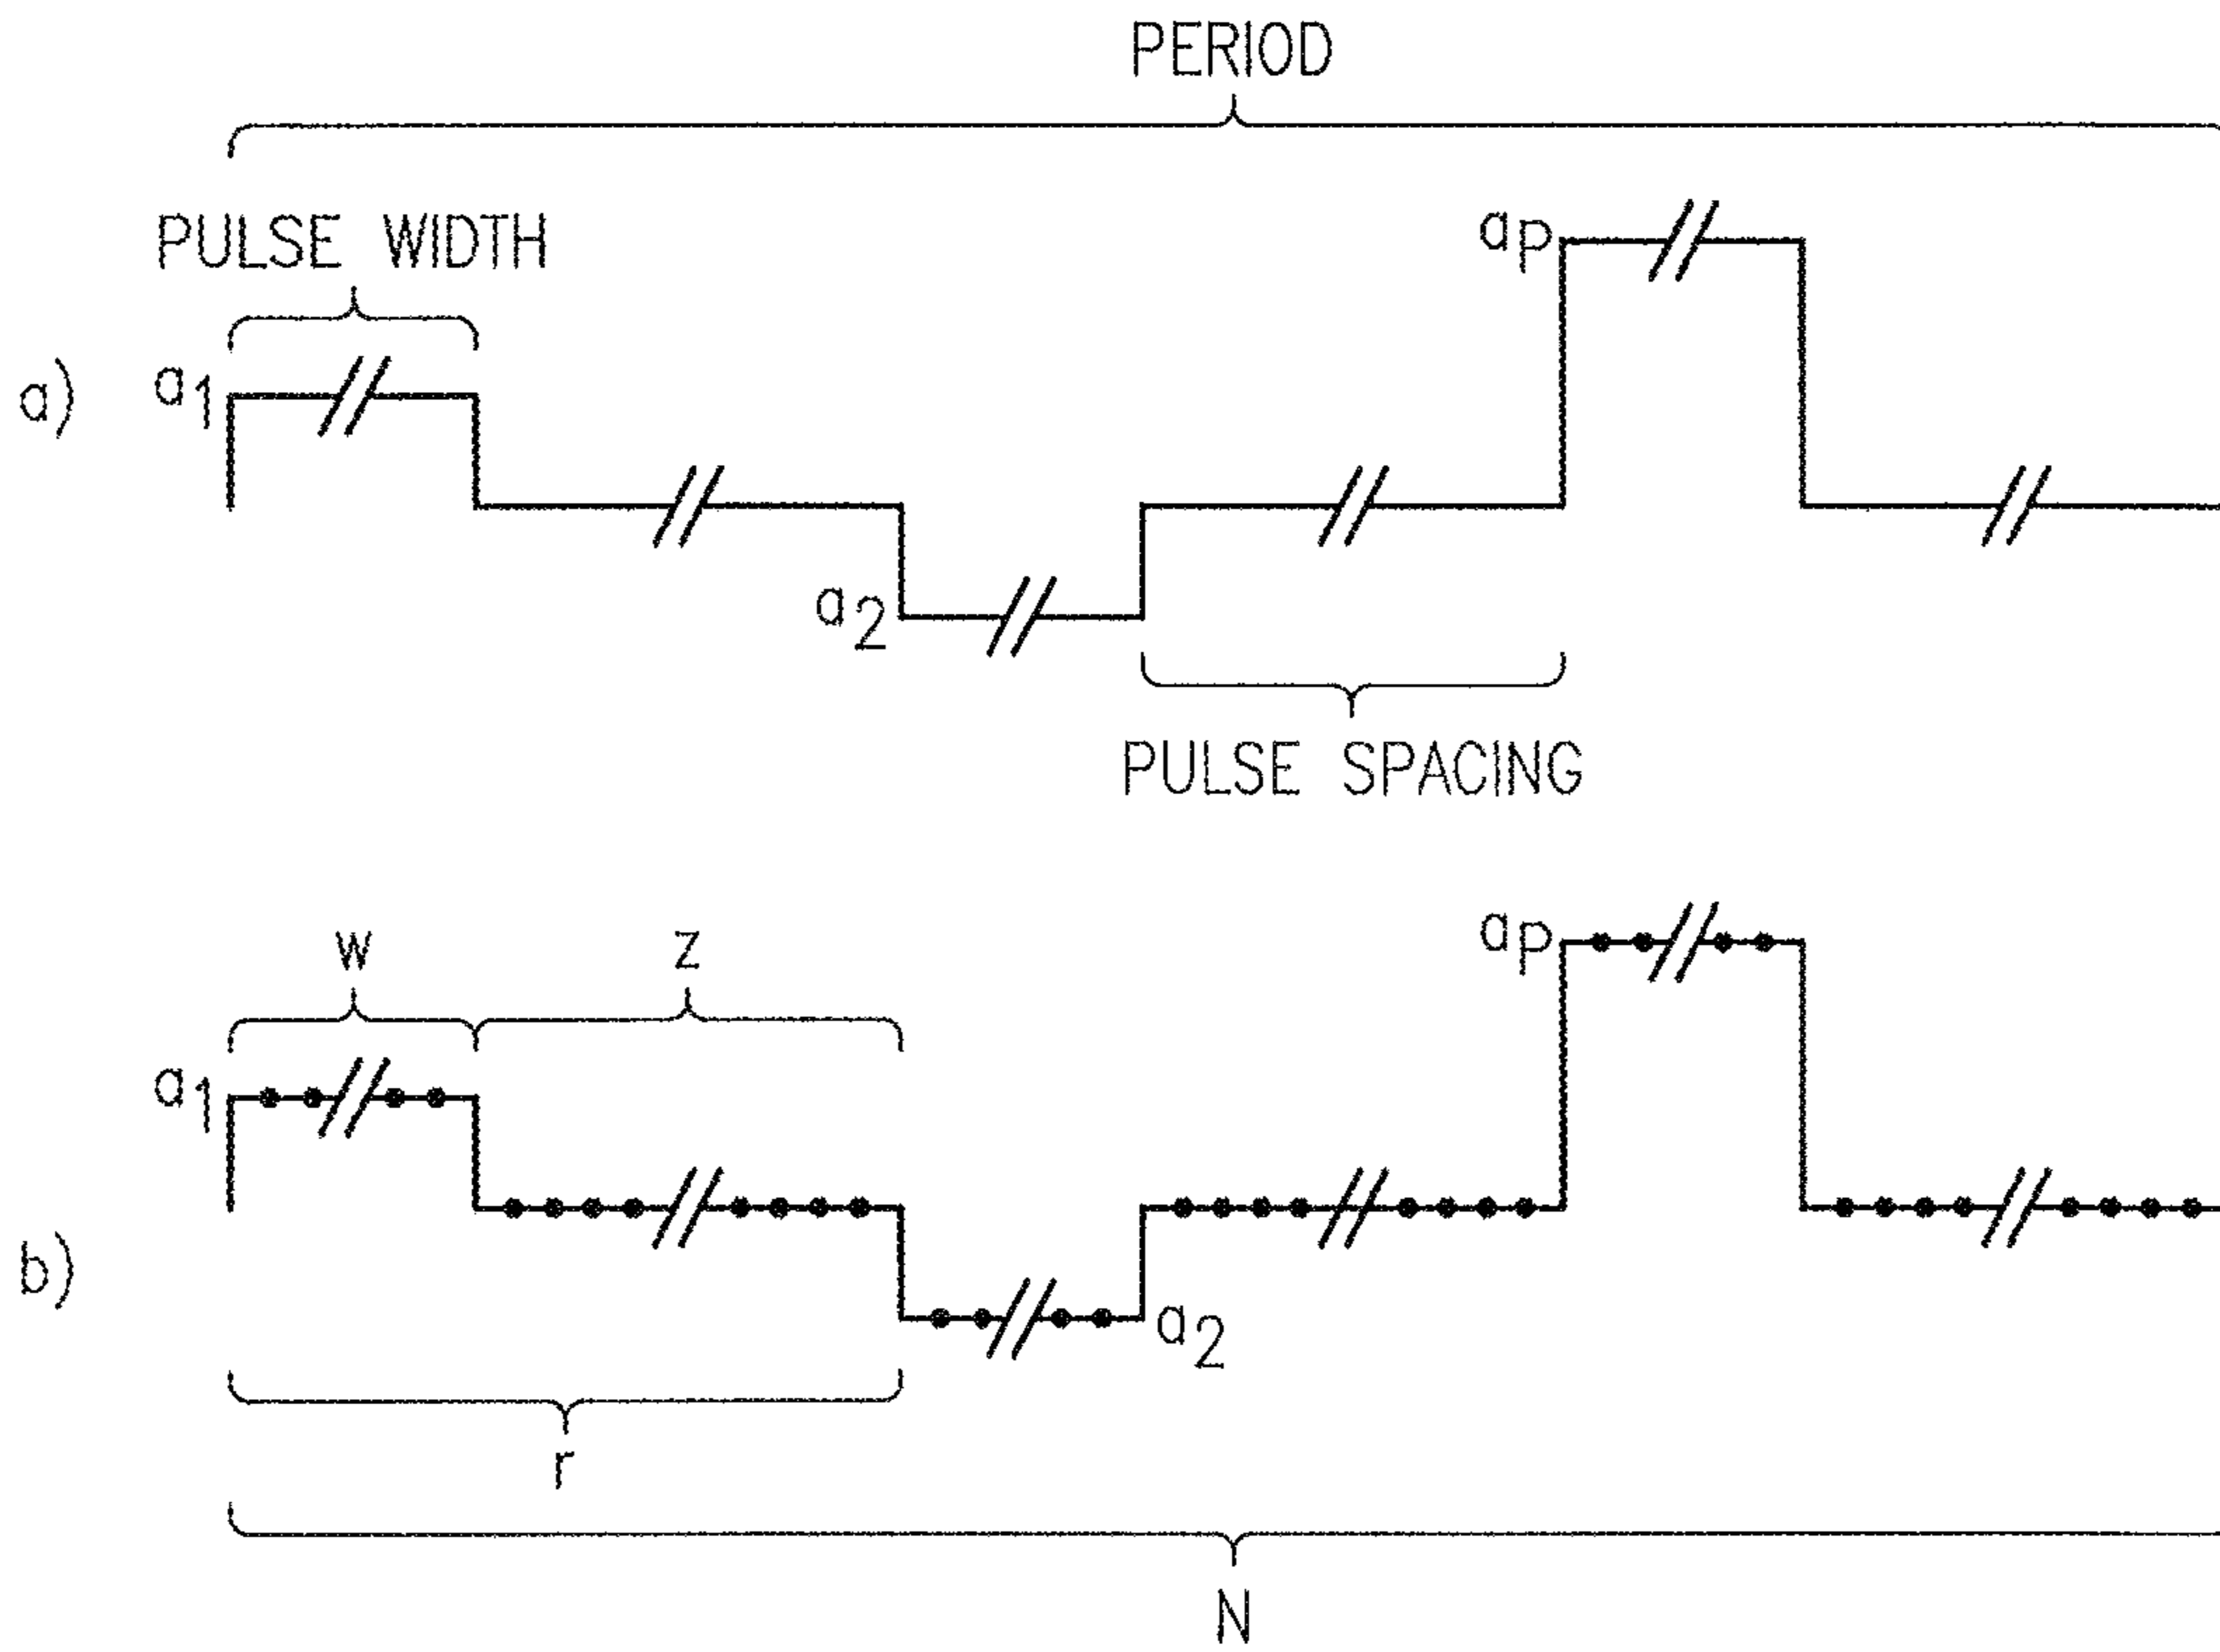 PERIOD
PULSE WIDTH
aP
a)
a1
a2
PULSE SPACING
w
z
aP
a1
b)
a2
r
N